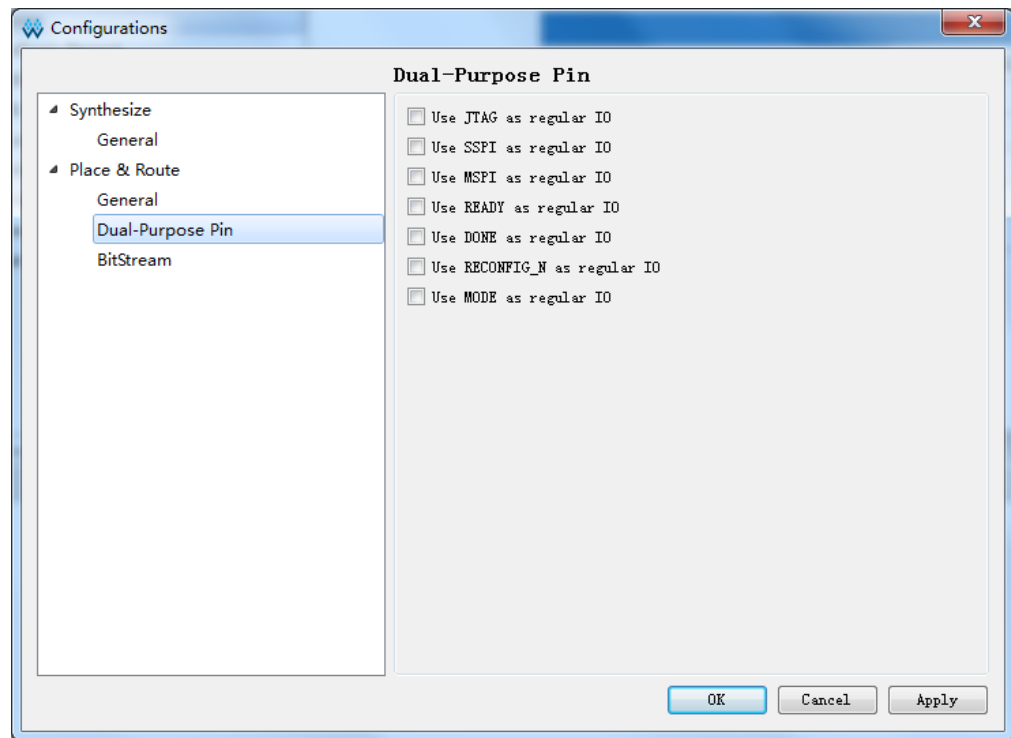 Configurations
Dual-Purpose Pin
Synthesize
General
Place & Route
General
Dual-Purpose Pin
BitStream
Use JTAG as regular IO
Use SSPI as regular IO
Use MSPI as regular IO
Use READY as regular IO
Use DONE as regular IO
Use RECONFIG_N as regular IO
Use MODE as regular IO
OK
Cancel
Apply